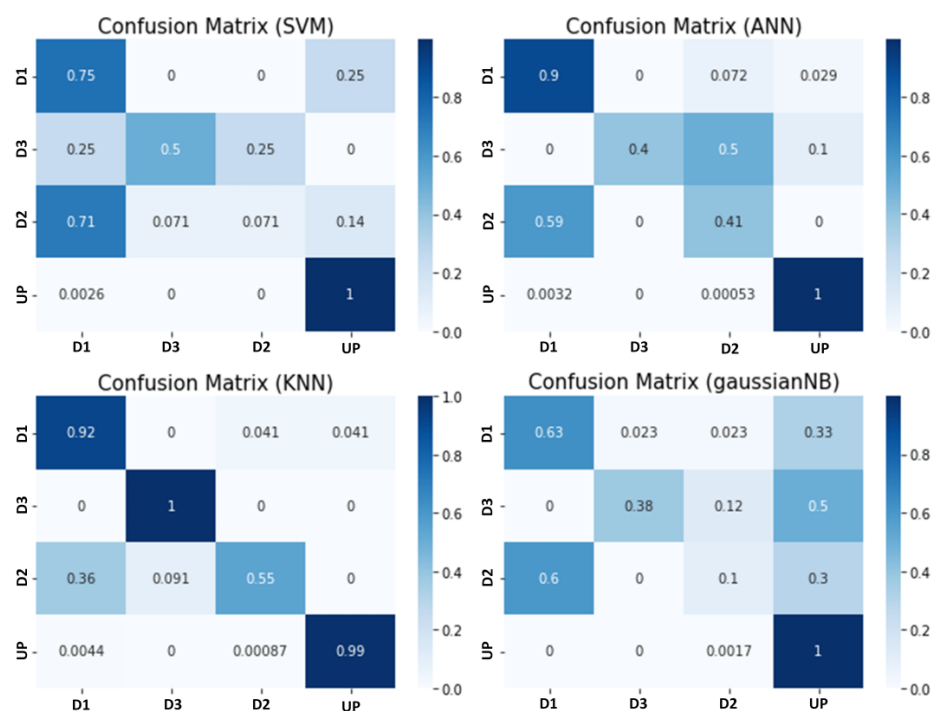 Confusion Matrix (SVM)
D1 0.75 0 0 0.25
D3 0.25 0.5 0.25 0
D2 0.71 0.071 0.071 0.14
UP 0.0026 0 0 1
D1 D3 D2 UP
0.8
0.6
0.4
0.2
0.0
Confusion Matrix (ANN)
D1 0.9 0 0.072 0.029
D3 0 0.4 0.5 0.1
D2 0.59 0 0.41 0
UP 0.0032 0 0.00053 1
D1 D3 D2 UP
0.8
0.6
0.4
0.2
0.0
Confusion Matrix (KNN)
D1 0.92 0 0.041 0.041
D3 0 1 0 0
D2 0.36 0.091 0.55 0
UP 0.0044 0 0.00087 0.99
D1 D3 D2 UP
1.0
0.8
0.6
0.4
0.2
0.0
Confusion Matrix (gaussianNB)
D1 0.63 0.023 0.023 0.33
D3 0 0.38 0.12 0.5
D2 0.6 0 0.1 0.3
UP 0 0 0.0017 1
D1 D3 D2 UP
0.8
0.6
0.4
0.2
0.0